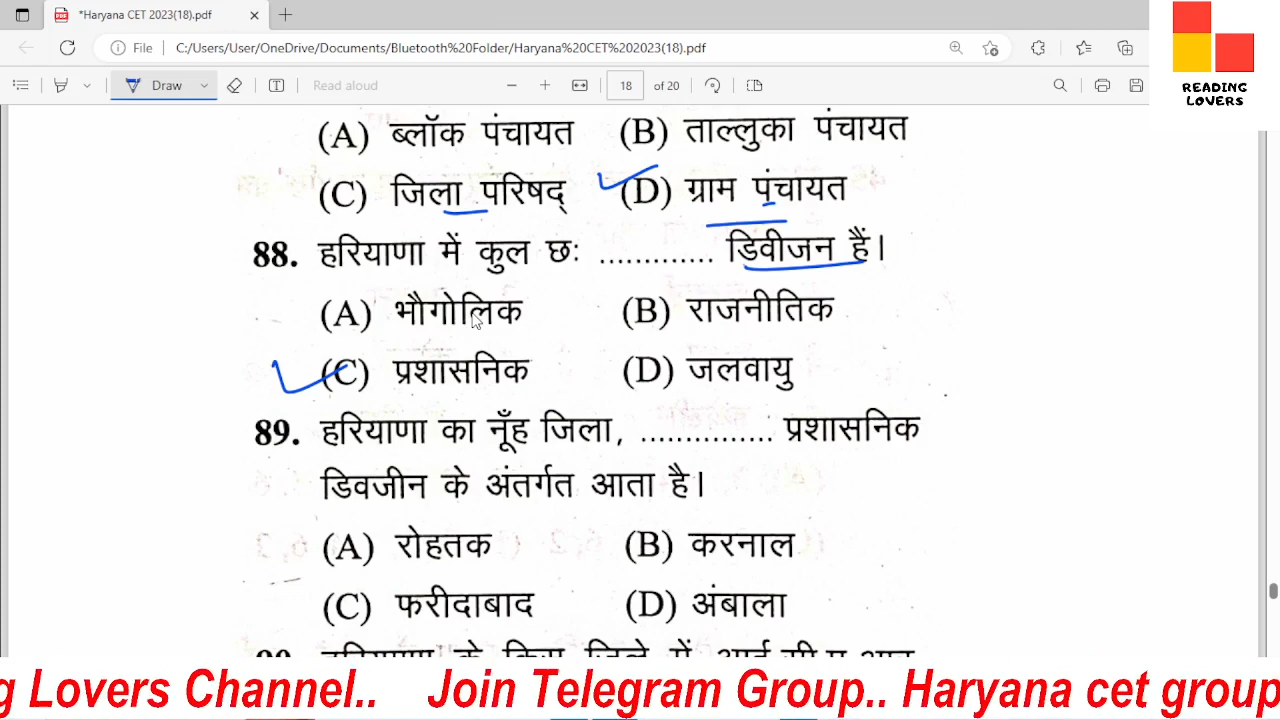 *Haryana CET 2023(18).pdf
File C:/Users/User/OneDrive/Documents/Bluetooth%20Folder/Haryana%20CET%202023(18).pdf
Draw Read aloud 18 of 20
READING
LOVERS
(A) ब्लॉक पंचायत (B) ताल्लुका पंचायत
(C) जिला परिषद् (D) ग्राम पंचायत
88. हरियाणा में कुल छः ............. डिवीजन हैं।
(A) भौगोलिक (B) राजनीतिक
(C) प्रशासनिक (D) जलवायु
89. हरियाणा का नूँह जिला, ............... प्रशासनिक
डिवजीन के अंतर्गत आता है।
(A) रोहतक (B) करनाल
(C) फरीदाबाद (D) अंबाला
g Lovers Channel.. Join Telegram Group.. Haryana cet group